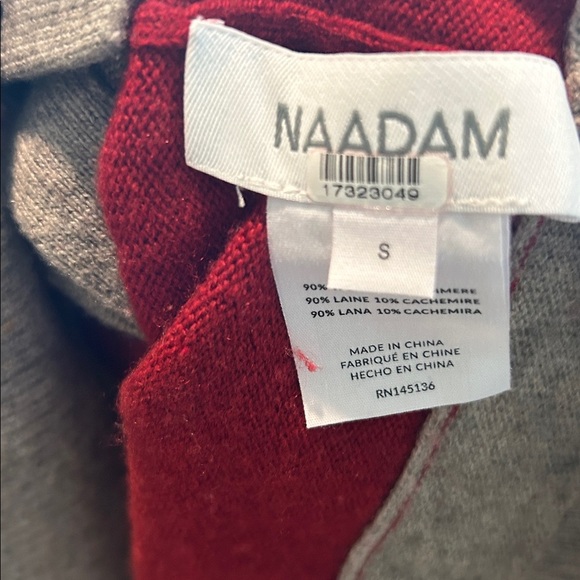 NAADAM
17323049
S
90%
90% LAINE 10% CACHEMIRE
90% LANA 10% CACHEMIRA
MADE IN CHINA
FABRIQUÉ EN CHINE
HECHO EN CHINA
RN145136